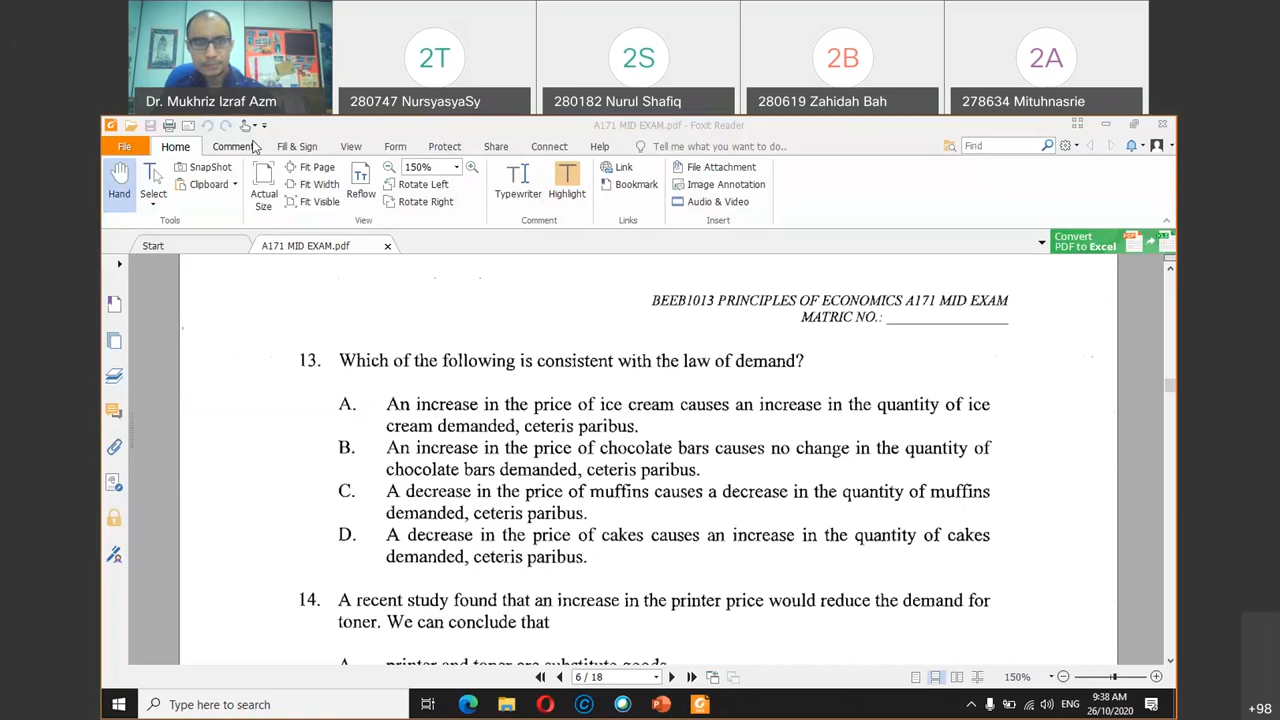 2T
2S
2B
2A
Dr. Mukhriz Izraf Azm
280747 NursyasyaSy
280182 Nurul Shafiq
280619 Zahidah Bah
278634 Mituhnasrie
A171 MID EXAM.pdf - Foxit Reader
File Home Comment Fill & Sign View Form Protect Share Connect Help Tell me what you want to do.. Find
Hand
Select
SnapShot
Clipboard
Tools
Actual
Size
Fit Page
Fit Width
Fit Visible
Reflow
150%
Rotate Left
Rotate Right
View
Typewriter
Highlight
Comment
Link
Bookmark
Links
File Attachment
Image Annotation
Audio & Video
Insert
Start
A171 MID EXAM.pdf
Convert
PDF to Excel
BEEB1013 PRINCIPLES OF ECONOMICS A171 MID EXAM
MATRIC NO.: _______________
13. Which of the following is consistent with the law of demand?
A. An increase in the price of ice cream causes an increase in the quantity of ice
cream demanded, ceteris paribus.
B. An increase in the price of chocolate bars causes no change in the quantity of
chocolate bars demanded, ceteris paribus.
C. A decrease in the price of muffins causes a decrease in the quantity of muffins
demanded, ceteris paribus.
D. A decrease in the price of cakes causes an increase in the quantity of cakes
demanded, ceteris paribus.
14. A recent study found that an increase in the printer price would reduce the demand for
toner. We can conclude that
A. printer and toner are substitute goods.
6 / 18
150%
Type here to search
ENG
9:38 AM
26/10/2020
+98